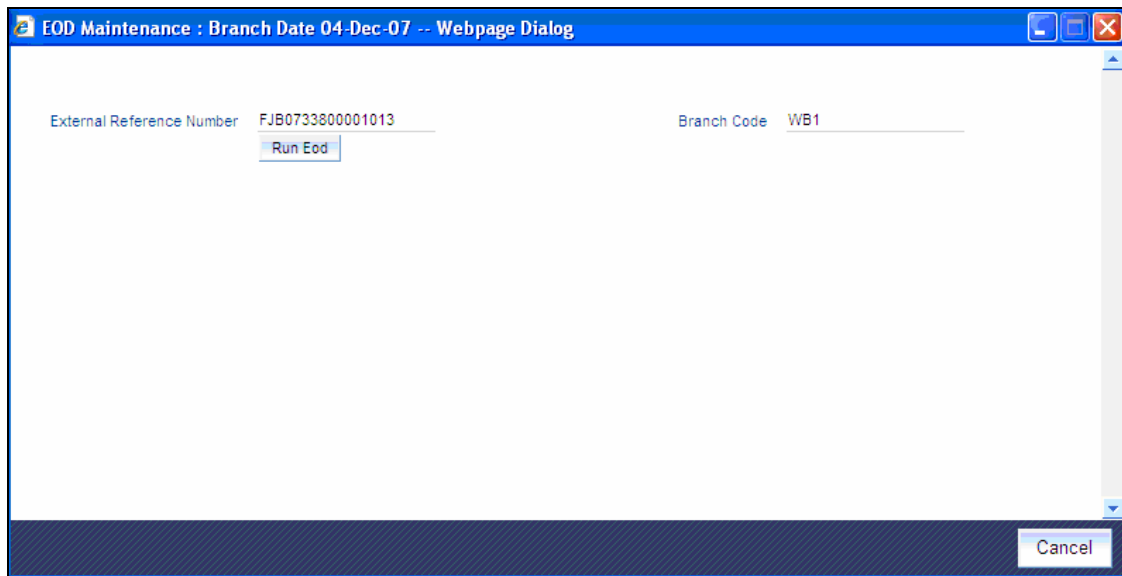 EOD Maintenance : Branch Date 04-Dec-07 -- Webpage Dialog
External Reference Number FJB0733800001013 Branch Code WB1
Run Eod
Cancel